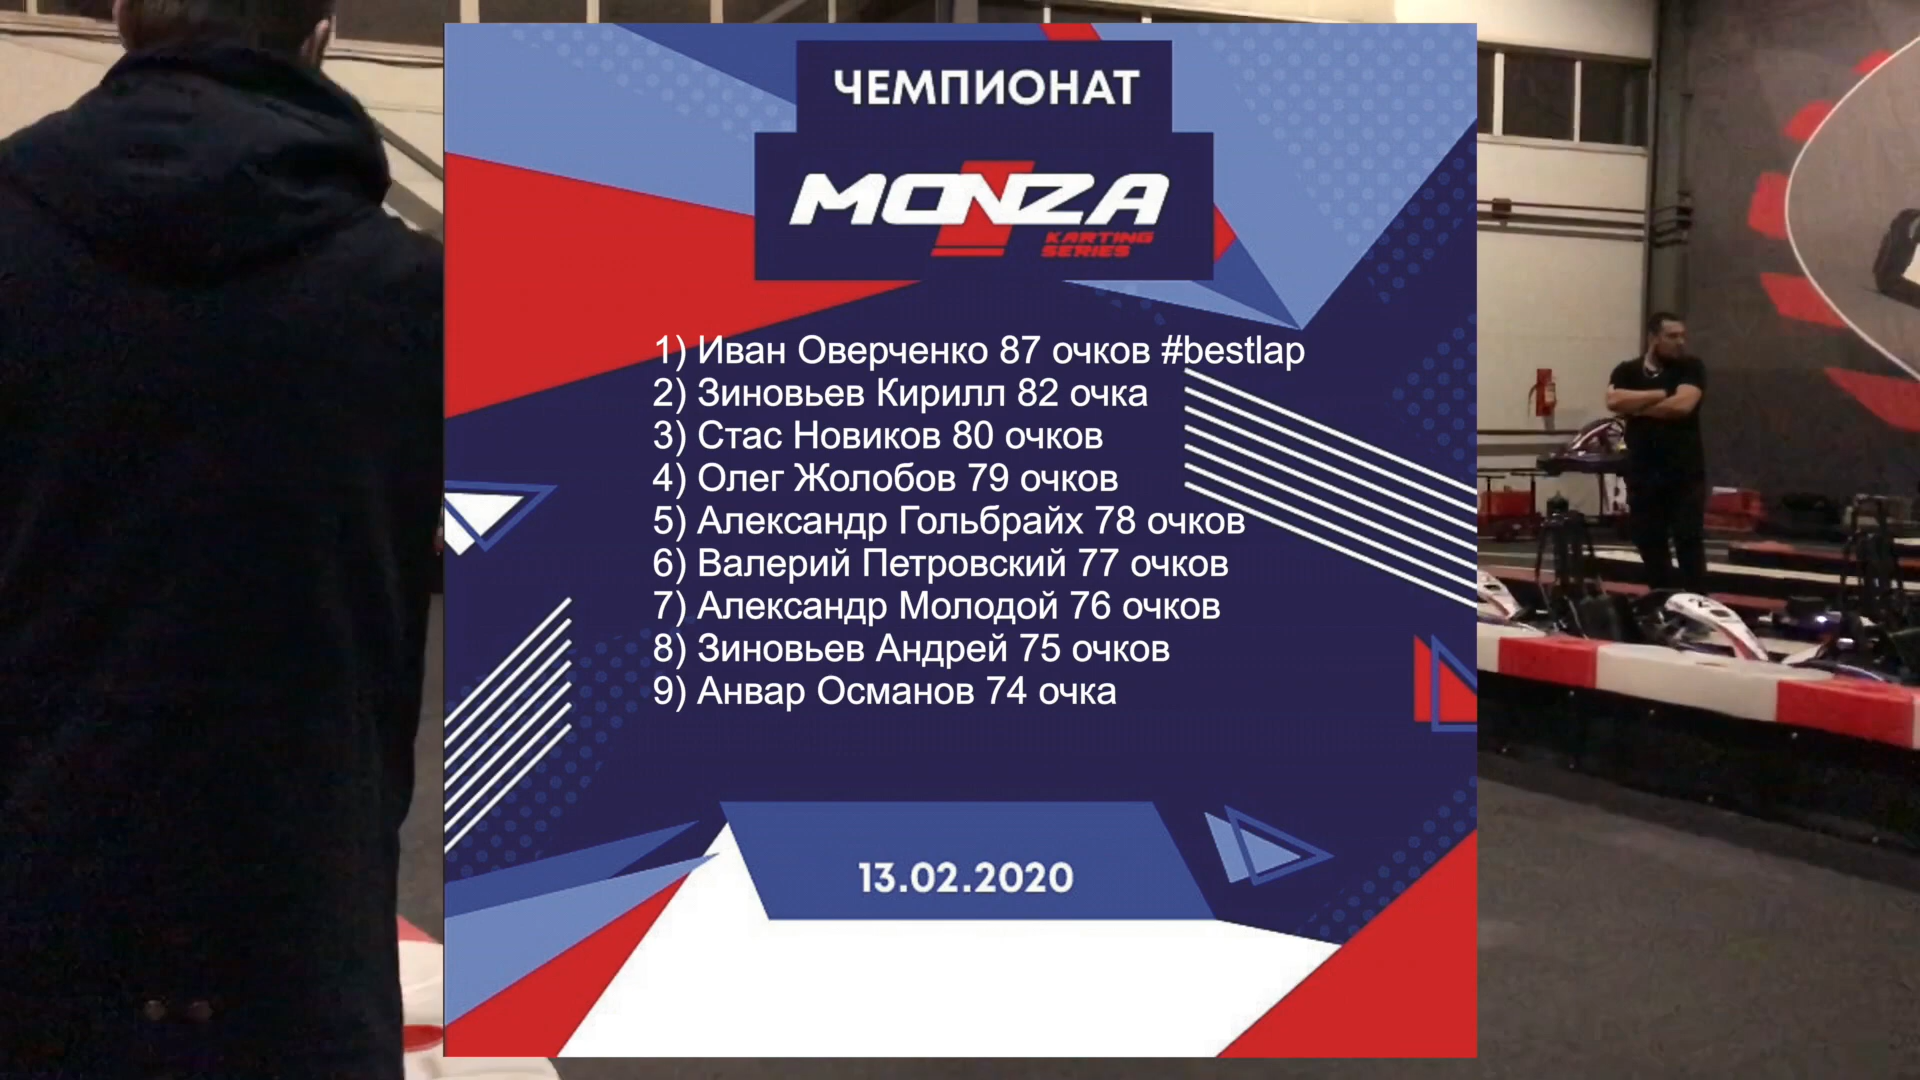 ЧЕМПИОНАТ
MONZA
KARTING
SERIES
1) Иван Оверченко 87 очков #bestlap
2) Зиновьев Кирилл 82 очка
3) Стас Новиков 80 очков
4) Олег Жолобов 79 очков
5) Александр Гольбрайх 78 очков
6) Валерий Петровский 77 очков
7) Александр Молодой 76 очков
8) Зиновьев Андрей 75 очков
9) Анвар Османов 74 очка
13.02.2020